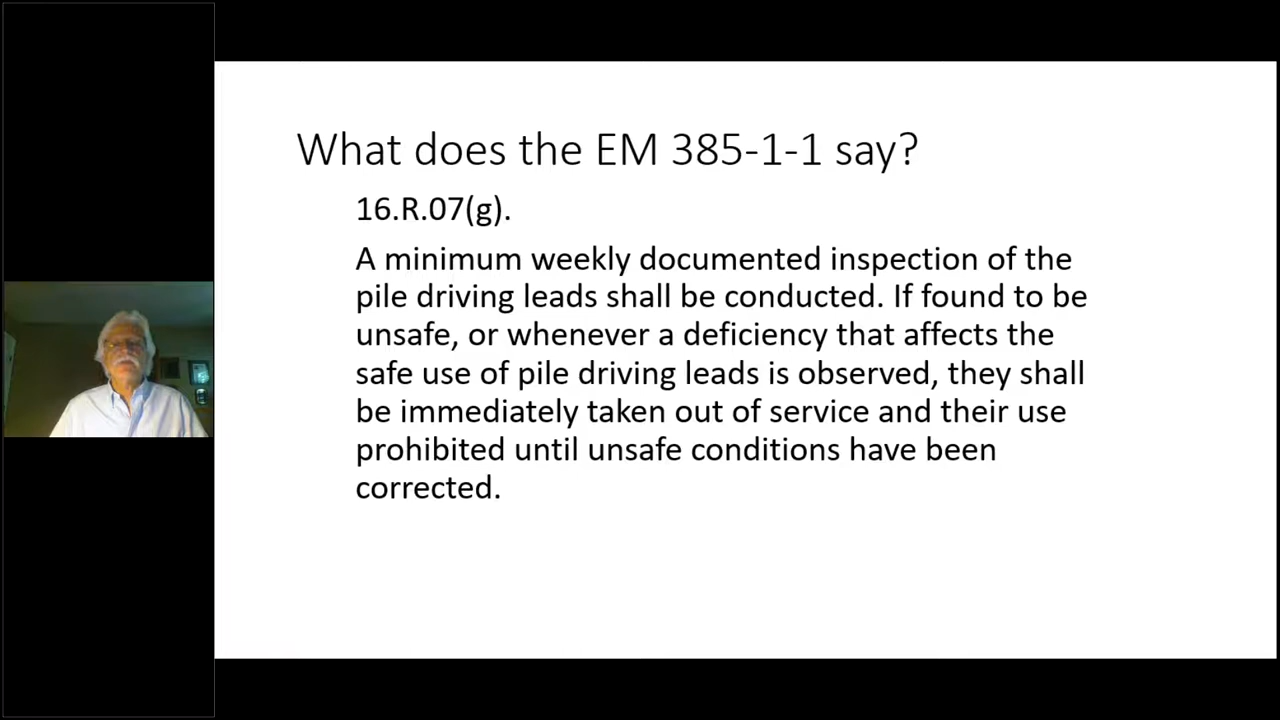 What does the EM 385-1-1 say?
16.R.07(g).
A minimum weekly documented inspection of the
pile driving leads shall be conducted. If found to be
unsafe, or whenever a deficiency that affects the
safe use of pile driving leads is observed, they shall
be immediately taken out of service and their use
prohibited until unsafe conditions have been
corrected.